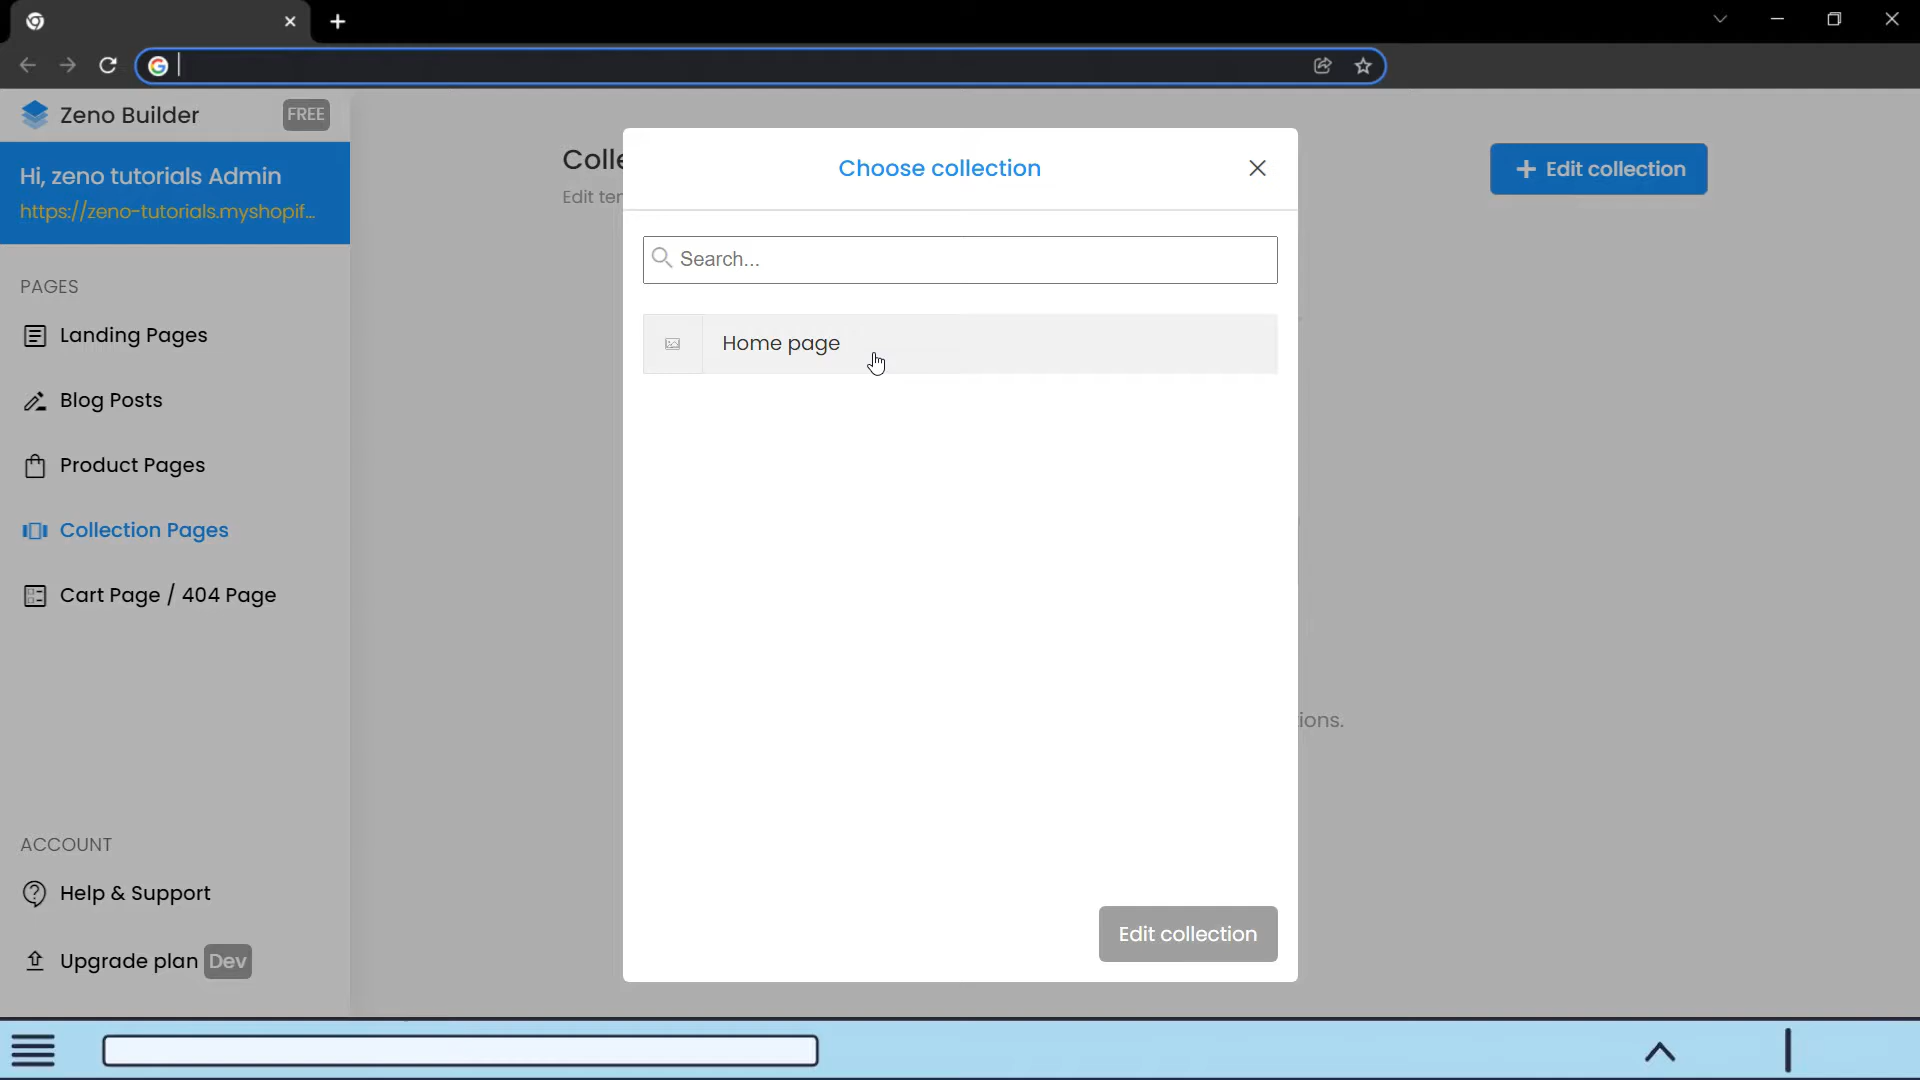 Zeno Builder
FREE
Hi, zeno tutorials Admin
https://zeno-tutorials.myshopif...
PAGES
Landing Pages
Blog Posts
Product Pages
Collection Pages
Cart Page / 404 Page
ACCOUNT
Help & Support
Upgrade plan Dev
Colle
Edit ter
Edit collection
Choose collection
Search...
Home page
ions.
Edit collection